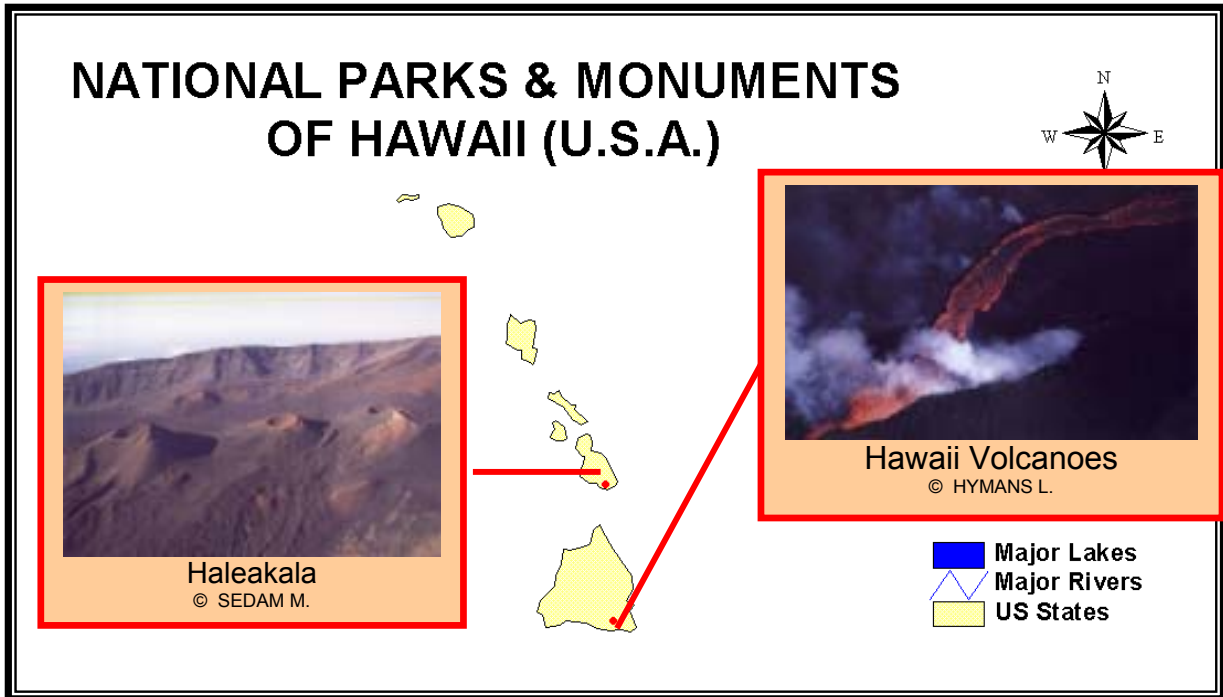 NATIONAL PARKS & MONUMENTS
OF HAWAII (U.S.A.)
N
W
E
Haleakala
© SEDAM M.
Hawaii Volcanoes
© HYMANS L.
Major Lakes
Major Rivers
US States